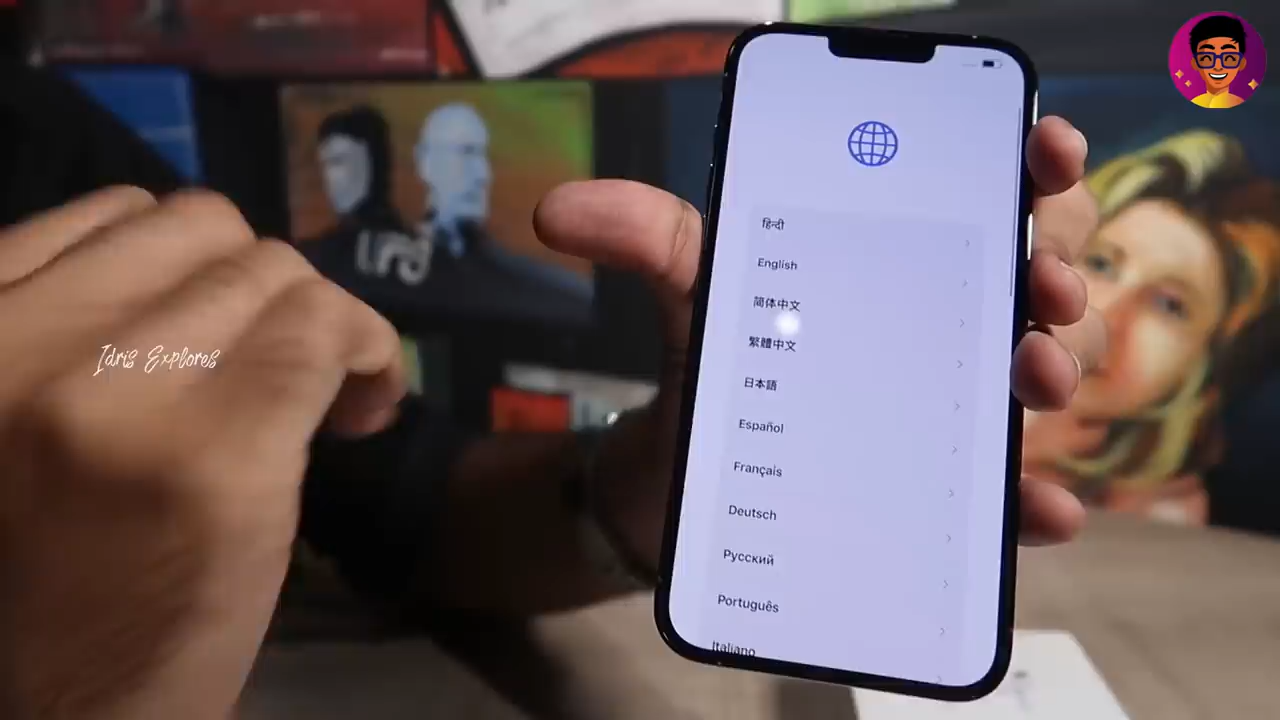 हिन्दी
English
简体中文
繁體中文
日本語
Español
Français
Deutsch
Русский
Português
Italiano
Idris Explores